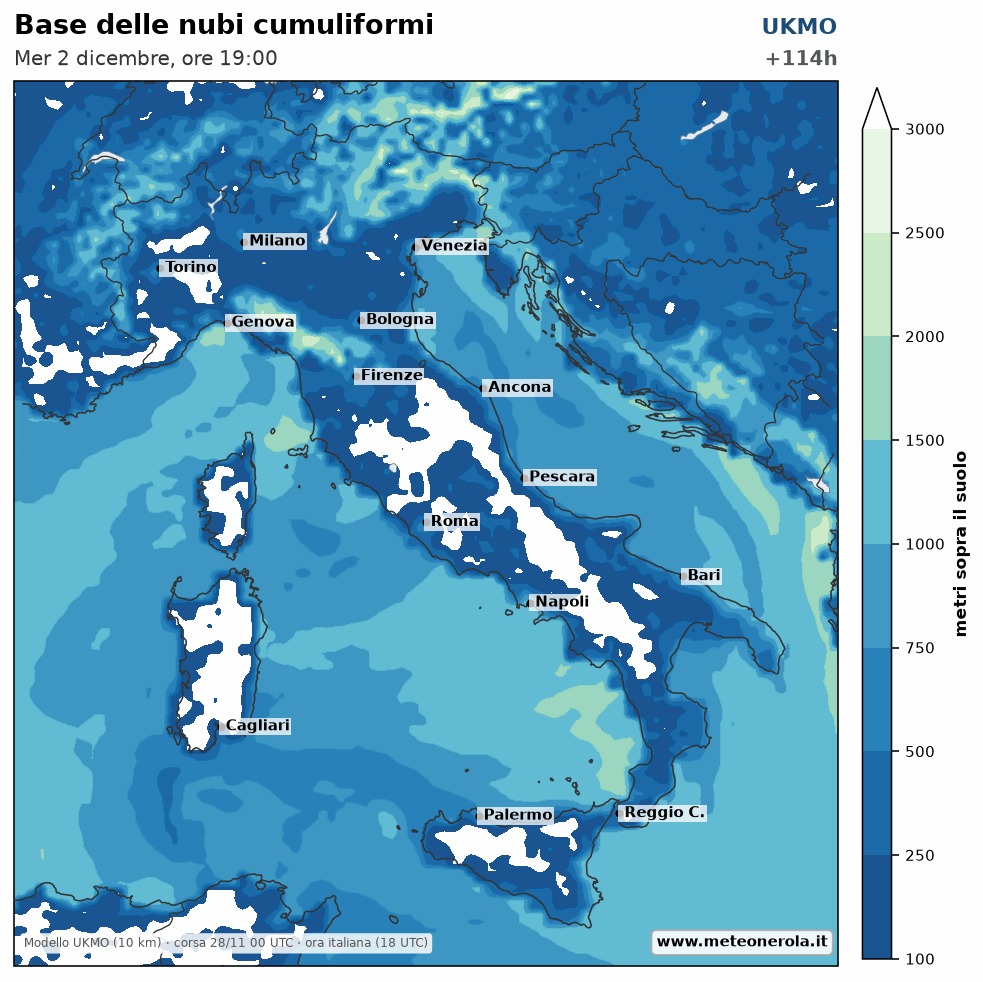 Base delle nubi cumuliformi
UKMO
Mer 2 dicembre, ore 19:00
+114h
3000
2500
2000
1500
1000
750
500
250
100
metri sopra il suolo
Milano
Venezia
Torino
Genova
Bologna
Firenze
Ancona
Pescara
Roma
Bari
Napoli
Cagliari
Palermo
Reggio C.
Modello UKMO (10 km) · corsa 28/11 00 UTC · ora italiana (18 UTC)
www.meteonerola.it